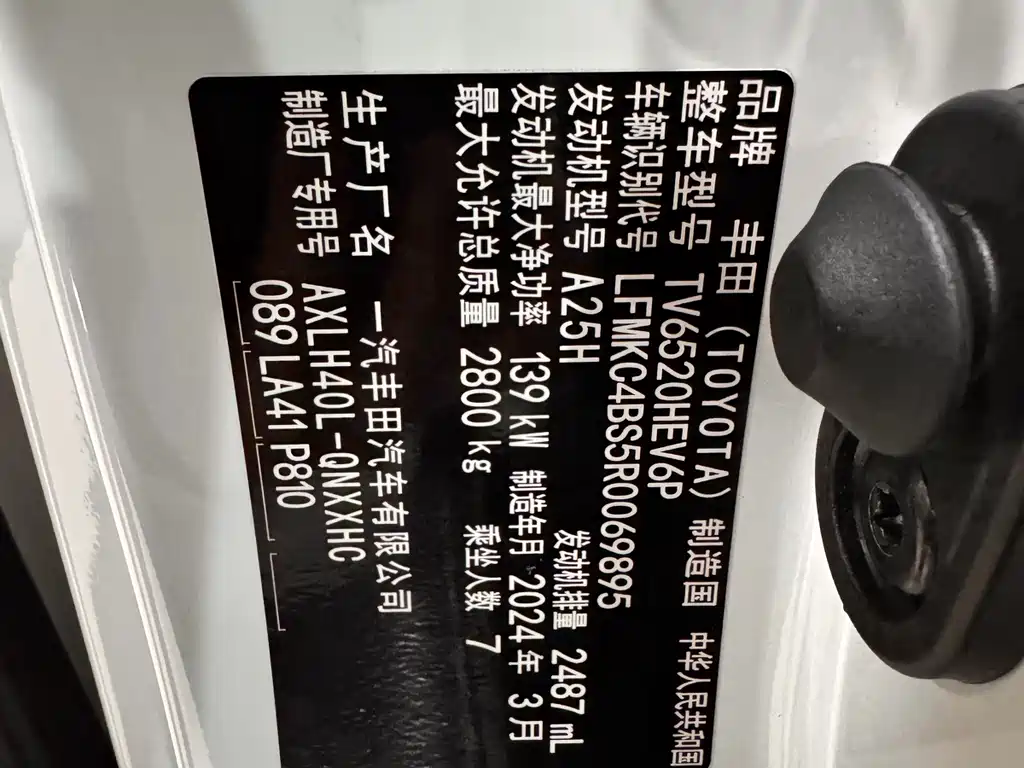 品牌 丰田 (TOYOTA) 制造国 中华人民共和国
整车型号 TV6520HEV6P
车辆识别代号 LFMKC4BS5R0069895
发动机型号 A25H 发动机排量 2487 mL
发动机最大净功率 139 kW 制造年月 2024 年 3 月
最大允许总质量 2800 kg 乘坐人数 7
生产厂名 一汽丰田汽车有限公司
制造厂专用号 AXLH40L-QNXXHC
089 LA41 P810